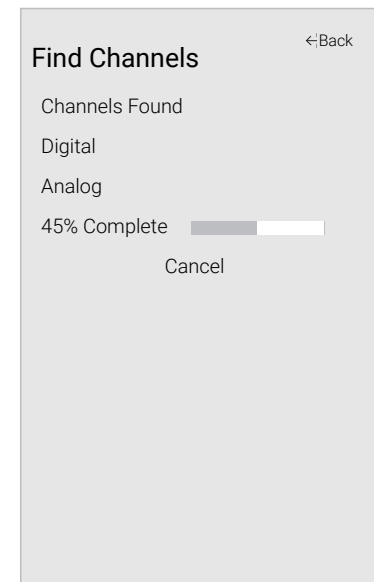 ←Back
Find Channels
Channels Found
Digital
Analog
45% Complete
Cancel